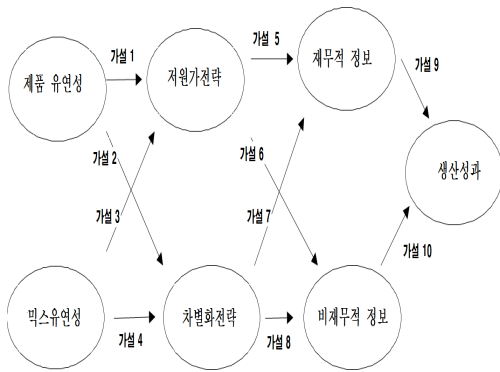 가설 1
가설 5
재무적 정보
제품 유연성
저원가전략
가설 9
가설 2
가설 6
가설 3
가설 7
생산성과
가설 10
믹스유연성
가설 4
차별화전략
가설 8
비재무적 정보